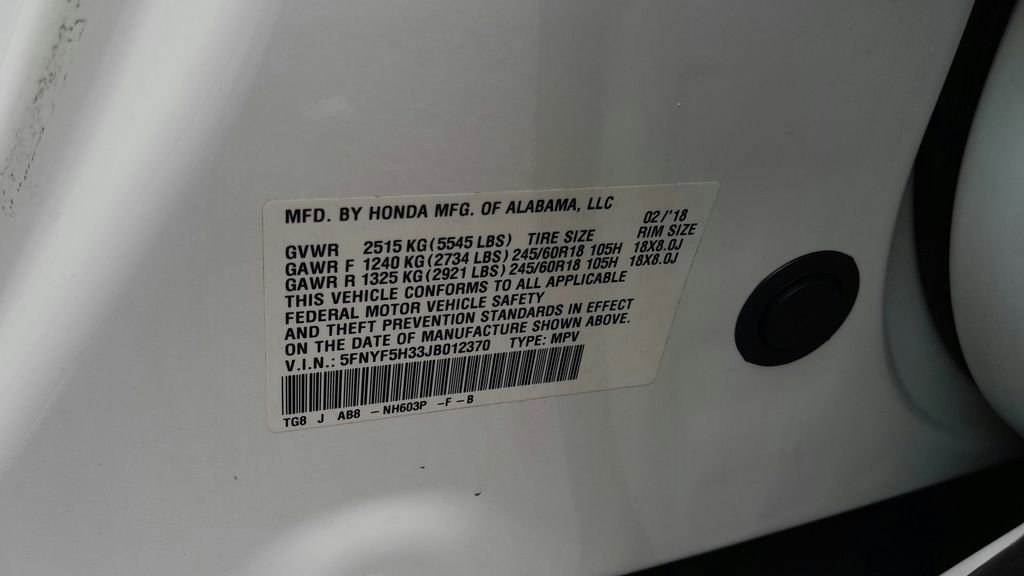 MFD. BY HONDA MFG. OF ALABAMA, LLC 02/'18
GVWR 2515 KG (5545 LBS) TIRE SIZE RIM SIZE
GAWR F 1240 KG (2734 LBS) 245/60R18 105H 18X8.0J
GAWR R 1325 KG (2921 LBS) 245/60R18 105H 18X8.0J
THIS VEHICLE CONFORMS TO ALL APPLICABLE
FEDERAL MOTOR VEHICLE SAFETY
AND THEFT PREVENTION STANDARDS IN EFFECT
ON THE DATE OF MANUFACTURE SHOWN ABOVE.
V.I.N.: 5FNYF5H33JB012370 TYPE: MPV
TG8 J AB8 -NH603P -F-B